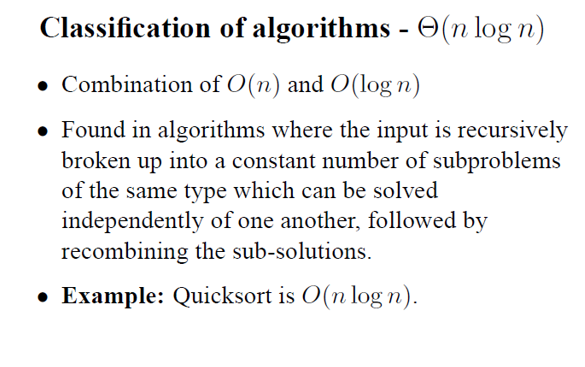 Classification of algorithms - Θ(n log n)
• Combination of O(n) and O(log n)
• Found in algorithms where the input is recursively
broken up into a constant number of subproblems
of the same type which can be solved
independently of one another, followed by
recombining the sub-solutions.
• Example: Quicksort is O(n log n).